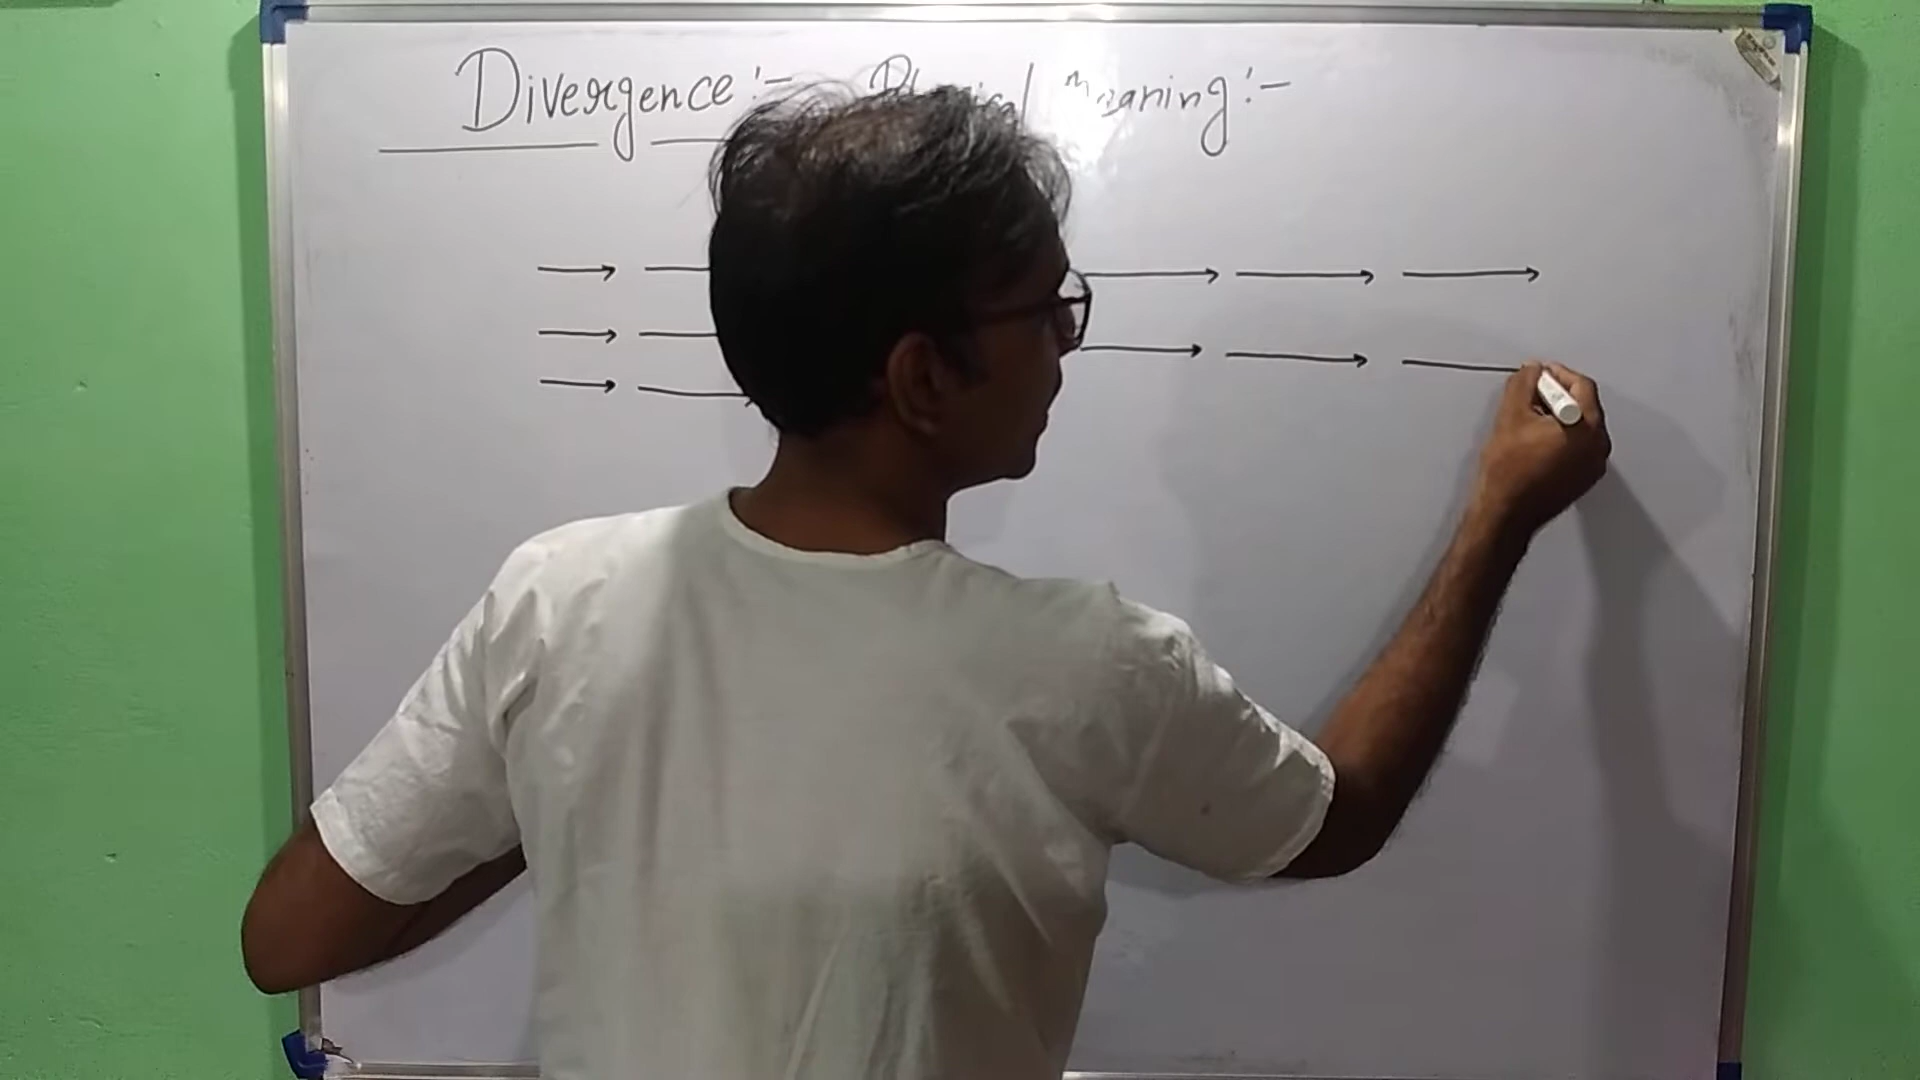 Divergence :- Physical Meaning :-